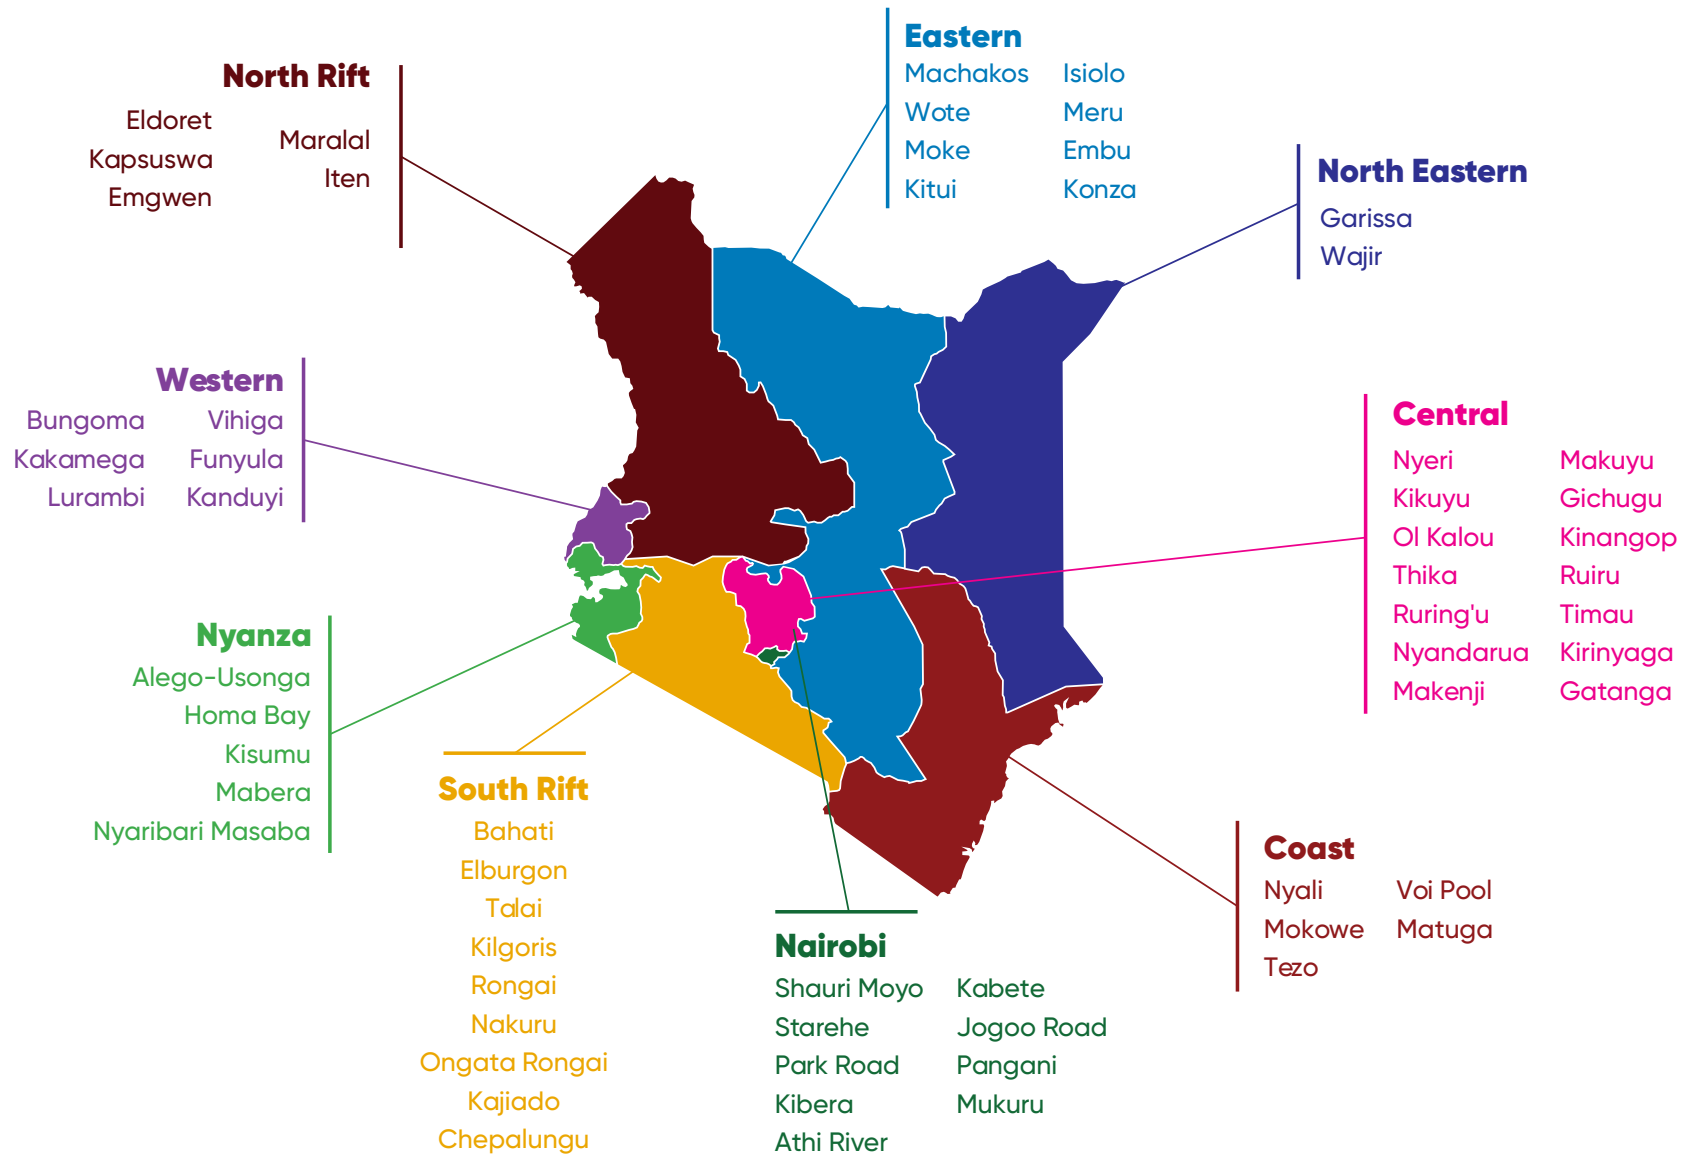 North Rift
Eldoret
Kapsuswa
Emgwen
Maralal
Iten
Eastern
Machakos
Wote
Moke
Kitui
Isiolo
Meru
Embu
Konza
North Eastern
Garissa
Wajir
Western
Bungoma
Kakamega
Lurambi
Vihiga
Funyula
Kanduyi
Central
Nyeri
Kikuyu
Ol Kalou
Thika
Ruring'u
Nyandarua
Makenji
Makuyu
Gichugu
Kinangop
Ruiru
Timau
Kirinyaga
Gatanga
Nyanza
Alego-Usonga
Homa Bay
Kisumu
Mabera
Nyaribari Masaba
South Rift
Bahati
Elburgon
Talai
Kilgoris
Rongai
Nakuru
Ongata Rongai
Kajiado
Chepalungu
Nairobi
Shauri Moyo
Starehe
Park Road
Kibera
Athi River
Kabete
Jogoo Road
Pangani
Mukuru
Coast
Nyali
Mokowe
Tezo
Voi Pool
Matuga